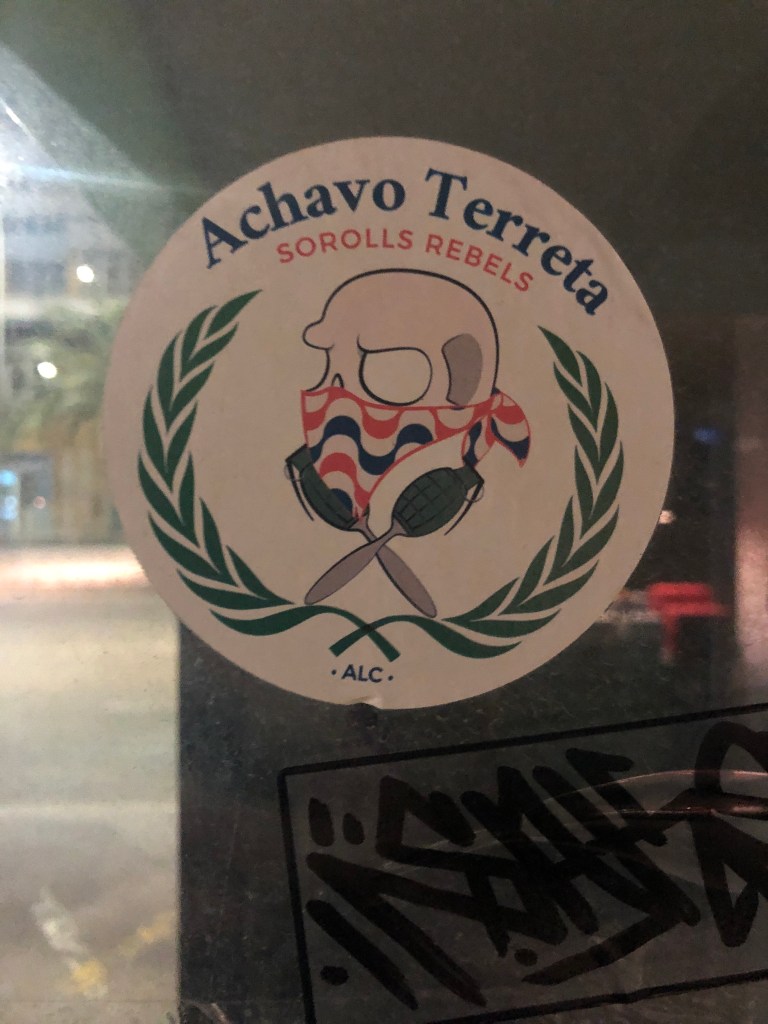 Achavo Terreta
SOROLLS REBELS
· ALC ·